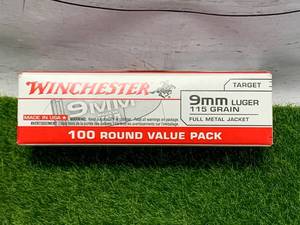 WINCHESTER
9MM
TARGET
9mm LUGER
115 GRAIN
FULL METAL JACKET
MADE IN USA
100 ROUND VALUE PACK